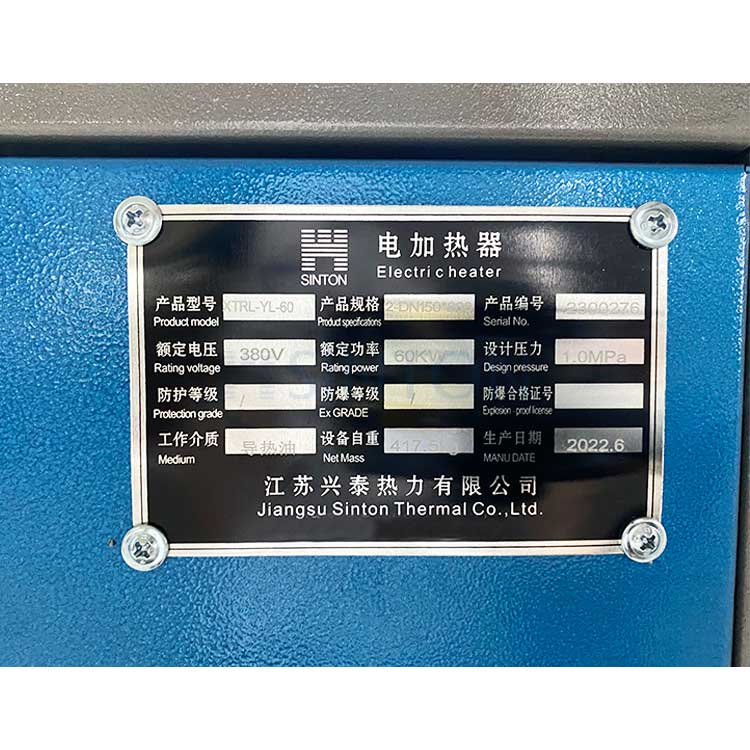 SINTON
电加热器
Electric heater
产品型号 XTRL-YL-60 产品规格 产品编号 2300276
Product model Product specifications Serial No.
额定电压 380V 额定功率 60KW 设计压力 1.0MPa
Rating voltage Rating power Design pressure
防护等级 / 防爆等级 / 防爆合格证号
Protection grade Ex GRADE Explosion-proof license
工作介质 导热油 设备自重 生产日期 2022.6
Medium Net Mass MANU DATE
江苏兴泰热力有限公司
Jiangsu Sinton Thermal Co.,Ltd.